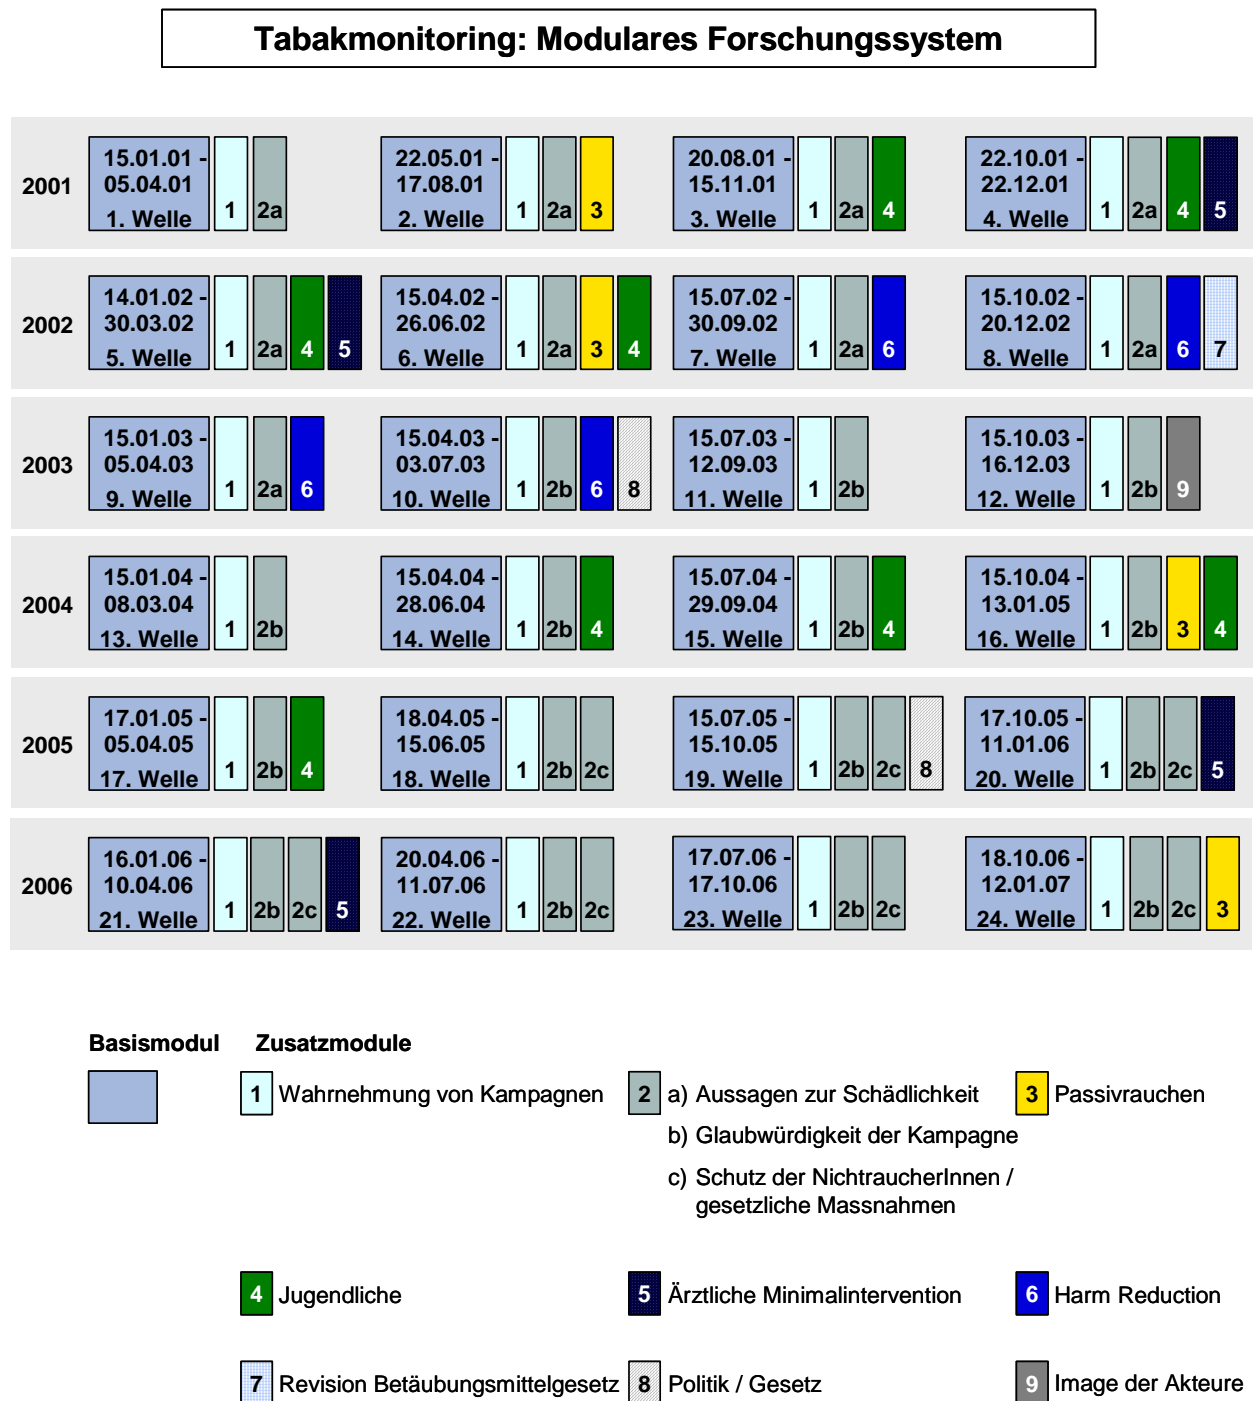 Tabakmonitoring: Modulares Forschungssystem
2001
15.01.01 -
05.04.01
1. Welle 1 2a
22.05.01 -
17.08.01
2. Welle 1 2a 3
20.08.01 -
15.11.01
3. Welle 1 2a 4
22.10.01 -
22.12.01
4. Welle 1 2a 4 5
2002
14.01.02 -
30.03.02
5. Welle 1 2a 4 5
15.04.02 -
26.06.02
6. Welle 1 2a 3 4
15.07.02 -
30.09.02
7. Welle 1 2a 6
15.10.02 -
20.12.02
8. Welle 1 2a 6 7
2003
15.01.03 -
05.04.03
9. Welle 1 2a 6
15.04.03 -
03.07.03
10. Welle 1 2b 6 8
15.07.03 -
12.09.03
11. Welle 1 2b
15.10.03 -
16.12.03
12. Welle 1 2b 9
2004
15.01.04 -
08.03.04
13. Welle 1 2b
15.04.04 -
28.06.04
14. Welle 1 2b 4
15.07.04 -
29.09.04
15. Welle 1 2b 4
15.10.04 -
13.01.05
16. Welle 1 2b 3 4
2005
17.01.05 -
05.04.05
17. Welle 1 2b 4
18.04.05 -
15.06.05
18. Welle 1 2b 2c
15.07.05 -
15.10.05
19. Welle 1 2b 2c 8
17.10.05 -
11.01.06
20. Welle 1 2b 2c 5
2006
16.01.06 -
10.04.06
21. Welle 1 2b 2c 5
20.04.06 -
11.07.06
22. Welle 1 2b 2c
17.07.06 -
17.10.06
23. Welle 1 2b 2c
18.10.06 -
12.01.07
24. Welle 1 2b 2c 3
Basismodul Zusatzmodule
1 Wahrnehmung von Kampagnen
2 a) Aussagen zur Schädlichkeit
b) Glaubwürdigkeit der Kampagne
c) Schutz der NichtraucherInnen /
gesetzliche Massnahmen
3 Passivrauchen
4 Jugendliche
5 Ärztliche Minimalintervention
6 Harm Reduction
7 Revision Betäubungsmittelgesetz
8 Politik / Gesetz
9 Image der Akteure